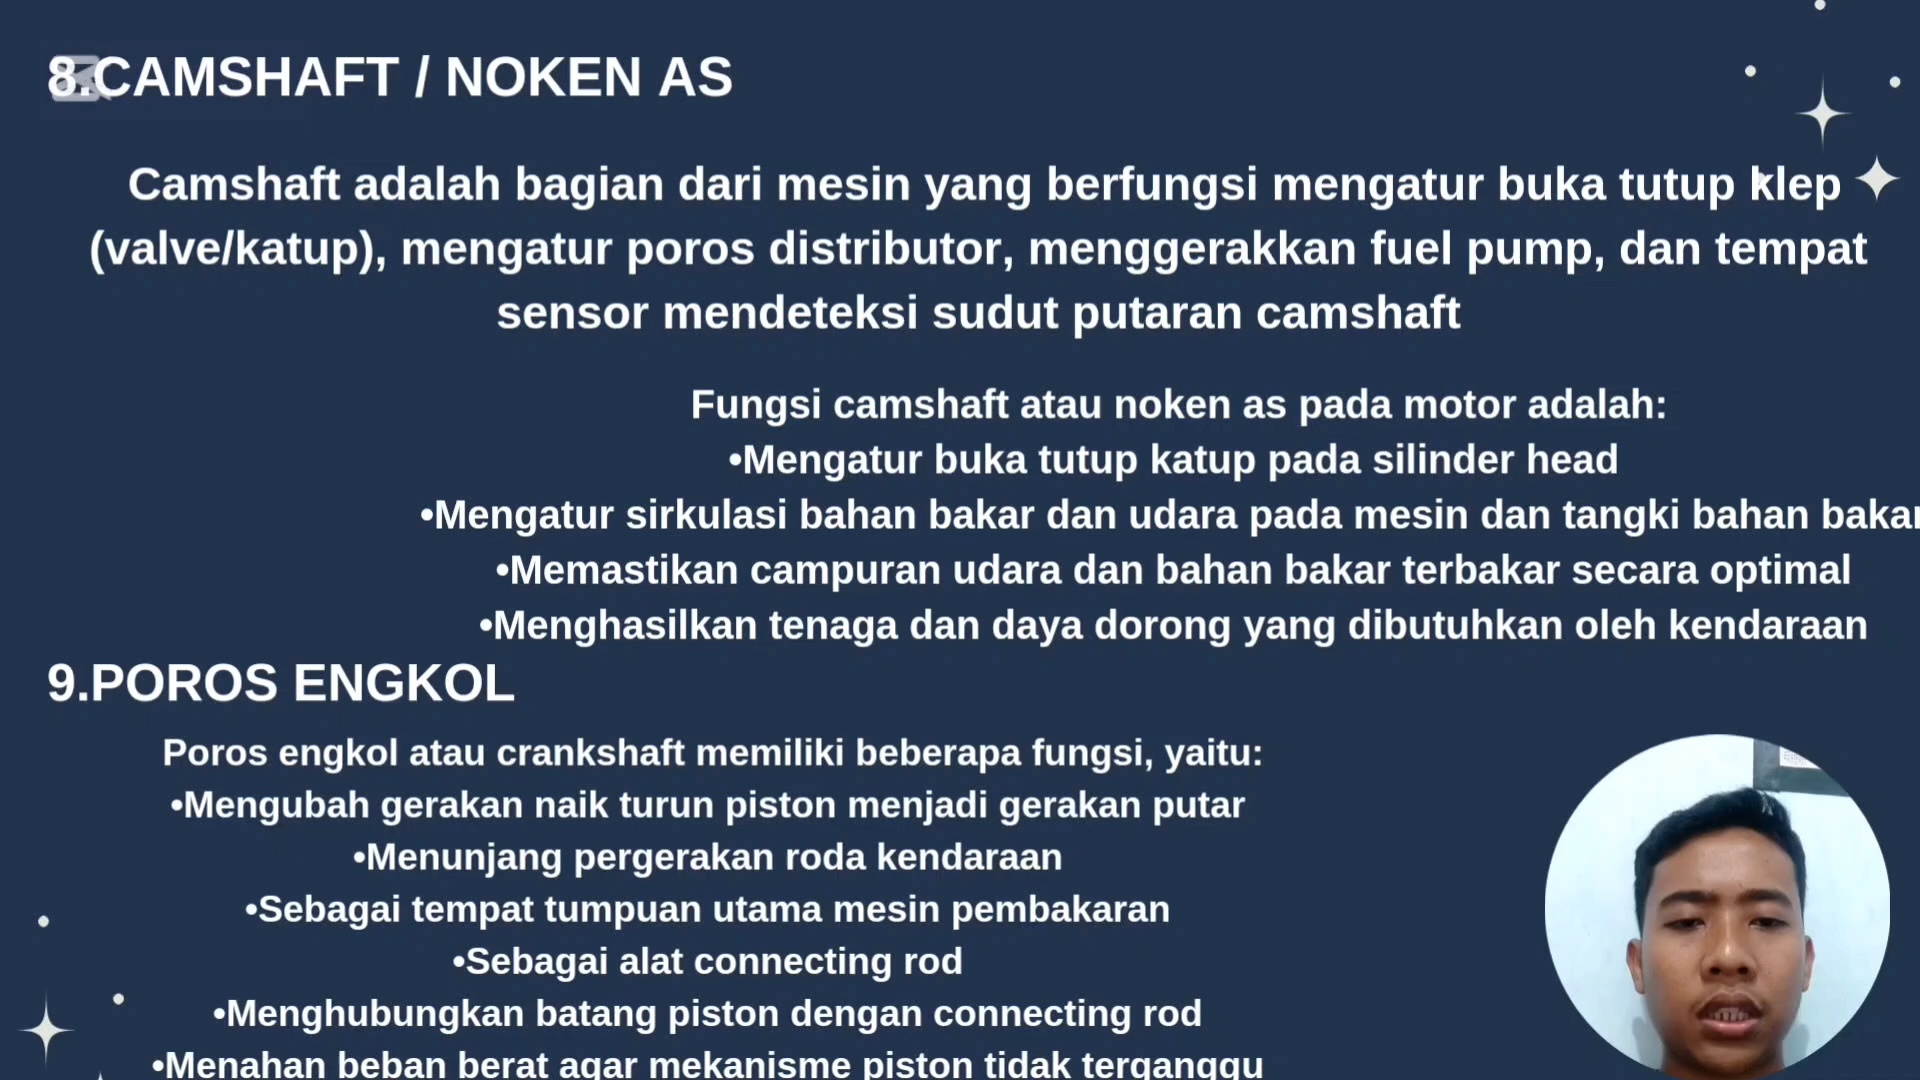 8.CAMSHAFT / NOKEN AS
Camshaft adalah bagian dari mesin yang berfungsi mengatur buka tutup klep
(valve/katup), mengatur poros distributor, menggerakkan fuel pump, dan tempat
sensor mendeteksi sudut putaran camshaft
Fungsi camshaft atau noken as pada motor adalah:
•Mengatur buka tutup katup pada silinder head
•Mengatur sirkulasi bahan bakar dan udara pada mesin dan tangki bahan bakar
•Memastikan campuran udara dan bahan bakar terbakar secara optimal
•Menghasilkan tenaga dan daya dorong yang dibutuhkan oleh kendaraan
9.POROS ENGKOL
Poros engkol atau crankshaft memiliki beberapa fungsi, yaitu:
•Mengubah gerakan naik turun piston menjadi gerakan putar
•Menunjang pergerakan roda kendaraan
•Sebagai tempat tumpuan utama mesin pembakaran
•Sebagai alat connecting rod
•Menghubungkan batang piston dengan connecting rod
•Menahan beban berat agar mekanisme piston tidak terganggu